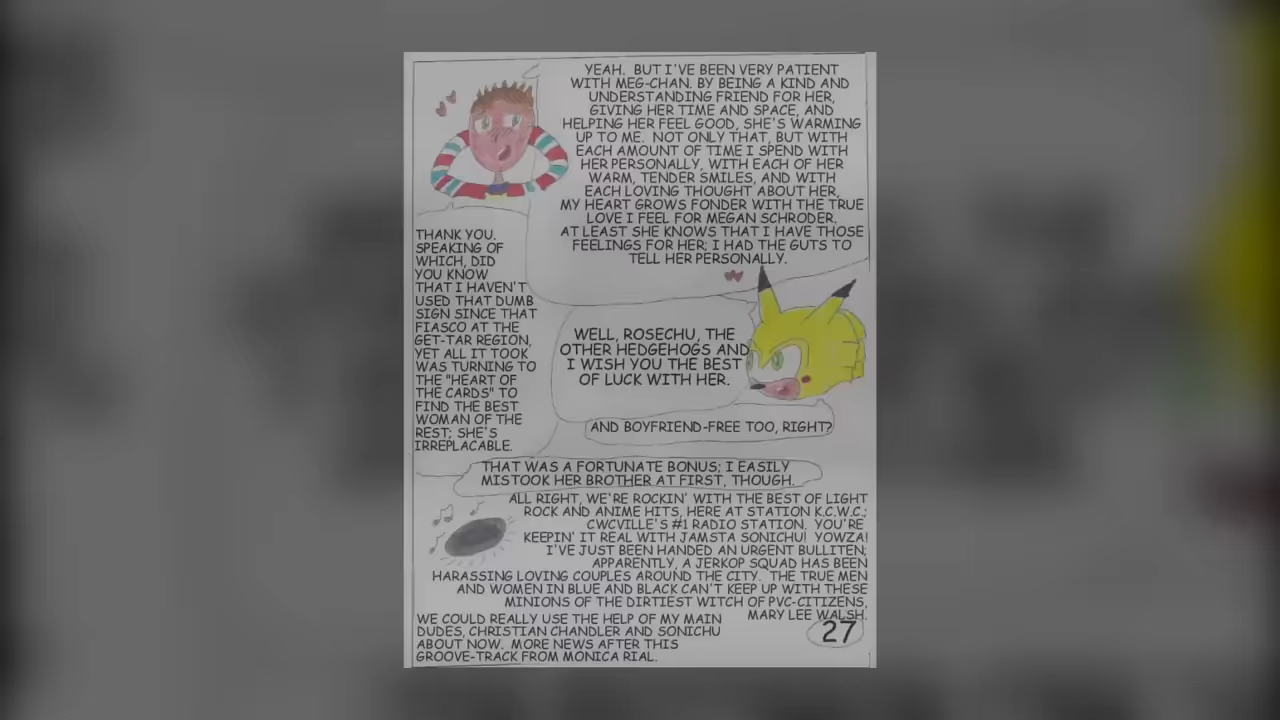 YEAH. BUT I'VE BEEN VERY PATIENT
WITH MEG-CHAN. BY BEING A KIND AND
UNDERSTANDING FRIEND FOR HER,
GIVING HER TIME AND SPACE, AND
HELPING HER FEEL GOOD, SHE'S WARMING
UP TO ME. NOT ONLY THAT, BUT WITH
EACH AMOUNT OF TIME I SPEND WITH
HER PERSONALLY, WITH EACH OF HER
WARM, TENDER SMILES, AND WITH
EACH LOVING THOUGHT ABOUT HER,
MY HEART GROWS FONDER WITH THE TRUE
LOVE I FEEL FOR MEGAN SCHRODER.
AT LEAST SHE KNOWS THAT I HAVE THOSE
FEELINGS FOR HER; I HAD THE GUTS TO
TELL HER PERSONALLY.
WELL, ROSECHU, THE
OTHER HEDGEHOGS AND
I WISH YOU THE BEST
OF LUCK WITH HER.
THANK YOU.
SPEAKING OF
WHICH, DID
YOU KNOW
THAT I HAVEN'T
USED THAT DUMB
SIGN SINCE THAT
FIASCO AT THE
GET-TAR REGION,
YET ALL IT TOOK
WAS TURNING TO
THE "HEART OF
THE CARDS" TO
FIND THE BEST
WOMAN OF THE
REST; SHE'S
IRREPLACABLE.
AND BOYFRIEND-FREE TOO, RIGHT?
THAT WAS A FORTUNATE BONUS; I EASILY
MISTOOK HER BROTHER AT FIRST, THOUGH.
ALL RIGHT, WE'RE ROCKIN' WITH THE BEST OF LIGHT
ROCK AND ANIME HITS, HERE AT STATION K.C.W.C.;
CWCVILLE'S #1 RADIO STATION. YOU'RE
KEEPIN' IT REAL WITH JAMSTA SONICHU! YOWZA!
I'VE JUST BEEN HANDED AN URGENT BULLITEN;
APPARENTLY, A JERKOP SQUAD HAS BEEN
HARASSING LOVING COUPLES AROUND THE CITY. THE TRUE MEN
AND WOMEN IN BLUE AND BLACK CAN'T KEEP UP WITH THESE
MINIONS OF THE DIRTIEST WITCH OF PVC-CITIZENS,
MARY LEE WALSH.
WE COULD REALLY USE THE HELP OF MY MAIN
DUDES, CHRISTIAN CHANDLER AND SONICHU
ABOUT NOW. MORE NEWS AFTER THIS
GROOVE-TRACK FROM MONICA RIAL.
27